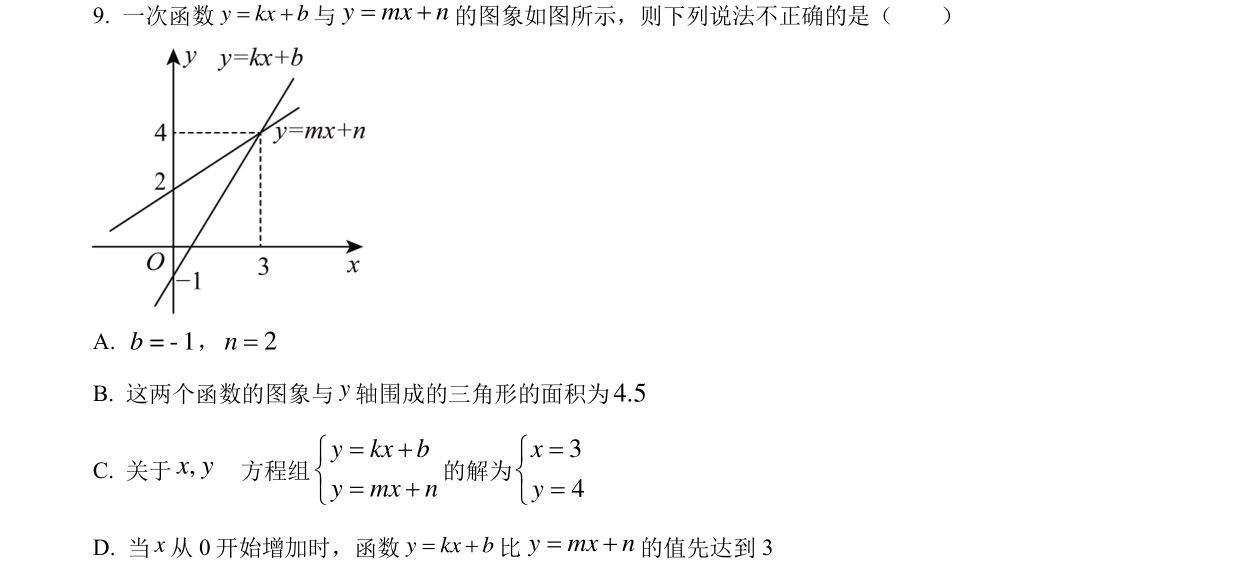 9. 一次函数 y = kx + b 与 y = mx + n 的图象如图所示，则下列说法不正确的是（　　）
y y=kx+b
4 y=mx+n
2
O 3 x
−1
A. b = - 1， n = 2
B. 这两个函数的图象与 y 轴围成的三角形的面积为 4.5
C. 关于 x, y 方程组 { y = kx + b 的解为 { x = 3
y = mx + n y = 4
D. 当 x 从 0 开始增加时，函数 y = kx + b 比 y = mx + n 的值先达到 3